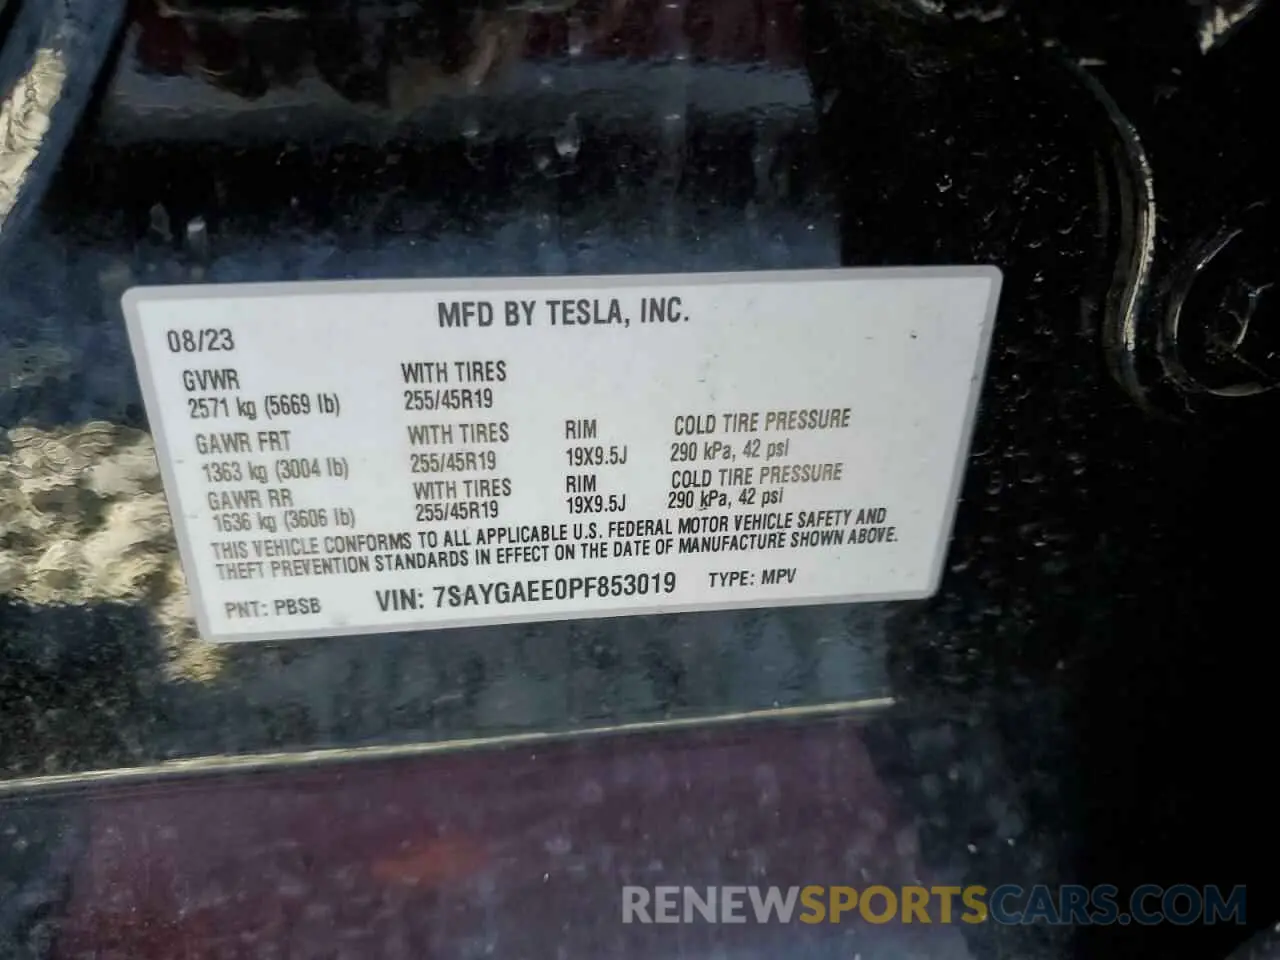 MFD BY TESLA, INC.
08/23
GVWR WITH TIRES
2571 kg (5669 lb) 255/45R19
GAWR FRT WITH TIRES RIM COLD TIRE PRESSURE
1363 kg (3004 lb) 255/45R19 19X9.5J 290 kPa, 42 psi
GAWR RR WITH TIRES RIM COLD TIRE PRESSURE
1636 kg (3606 lb) 255/45R19 19X9.5J 290 kPa, 42 psi
THIS VEHICLE CONFORMS TO ALL APPLICABLE U.S. FEDERAL MOTOR VEHICLE SAFETY AND
THEFT PREVENTION STANDARDS IN EFFECT ON THE DATE OF MANUFACTURE SHOWN ABOVE.
PNT: PBSB VIN: 7SAYGAEE0PF853019 TYPE: MPV
RENEWSPORTSCARS.COM